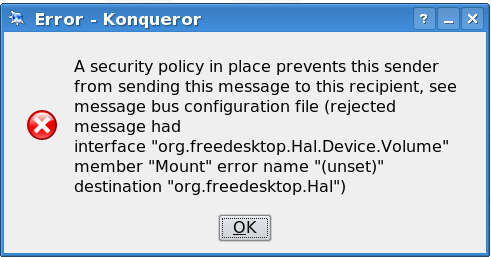 Error - Konqueror
A security policy in place prevents this sender
from sending this message to this recipient, see
message bus configuration file (rejected
message had
interface "org.freedesktop.Hal.Device.Volume"
member "Mount" error name "(unset)"
destination "org.freedesktop.Hal")
OK